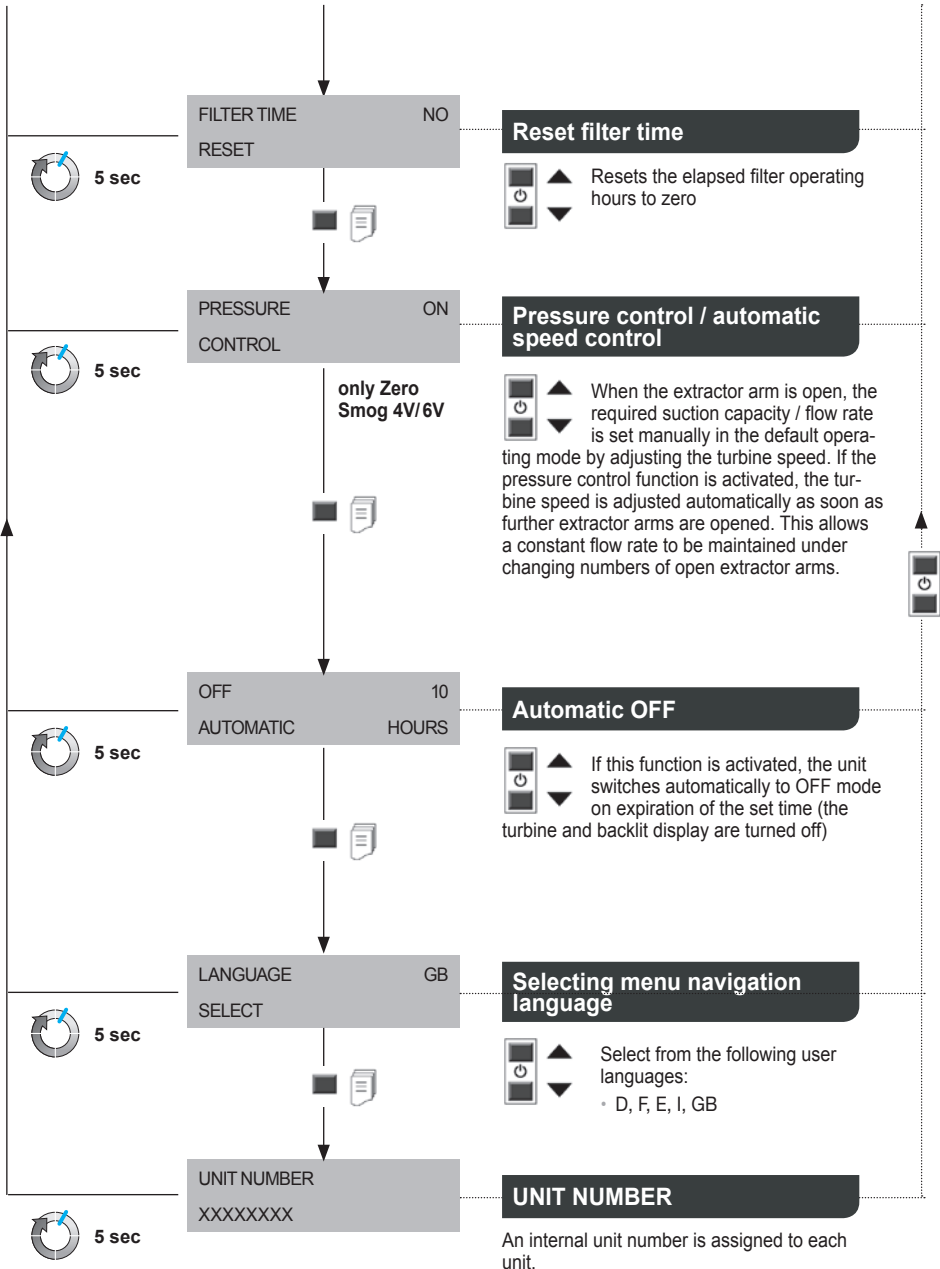 FILTER TIME NO
RESET
5 sec
Reset filter time
Resets the elapsed filter operating
hours to zero
PRESSURE ON
CONTROL
5 sec
only Zero
Smog 4V/6V
Pressure control / automatic
speed control
When the extractor arm is open, the
required suction capacity / flow rate
is set manually in the default opera-
ting mode by adjusting the turbine speed. If the
pressure control function is activated, the tur-
bine speed is adjusted automatically as soon as
further extractor arms are opened. This allows
a constant flow rate to be maintained under
changing numbers of open extractor arms.
OFF 10
AUTOMATIC HOURS
5 sec
Automatic OFF
If this function is activated, the unit
switches automatically to OFF mode
on expiration of the set time (the
turbine and backlit display are turned off)
LANGUAGE GB
SELECT
5 sec
Selecting menu navigation
language
Select from the following user
languages:
• D, F, E, I, GB
UNIT NUMBER
XXXXXXXX
5 sec
UNIT NUMBER
An internal unit number is assigned to each
unit.